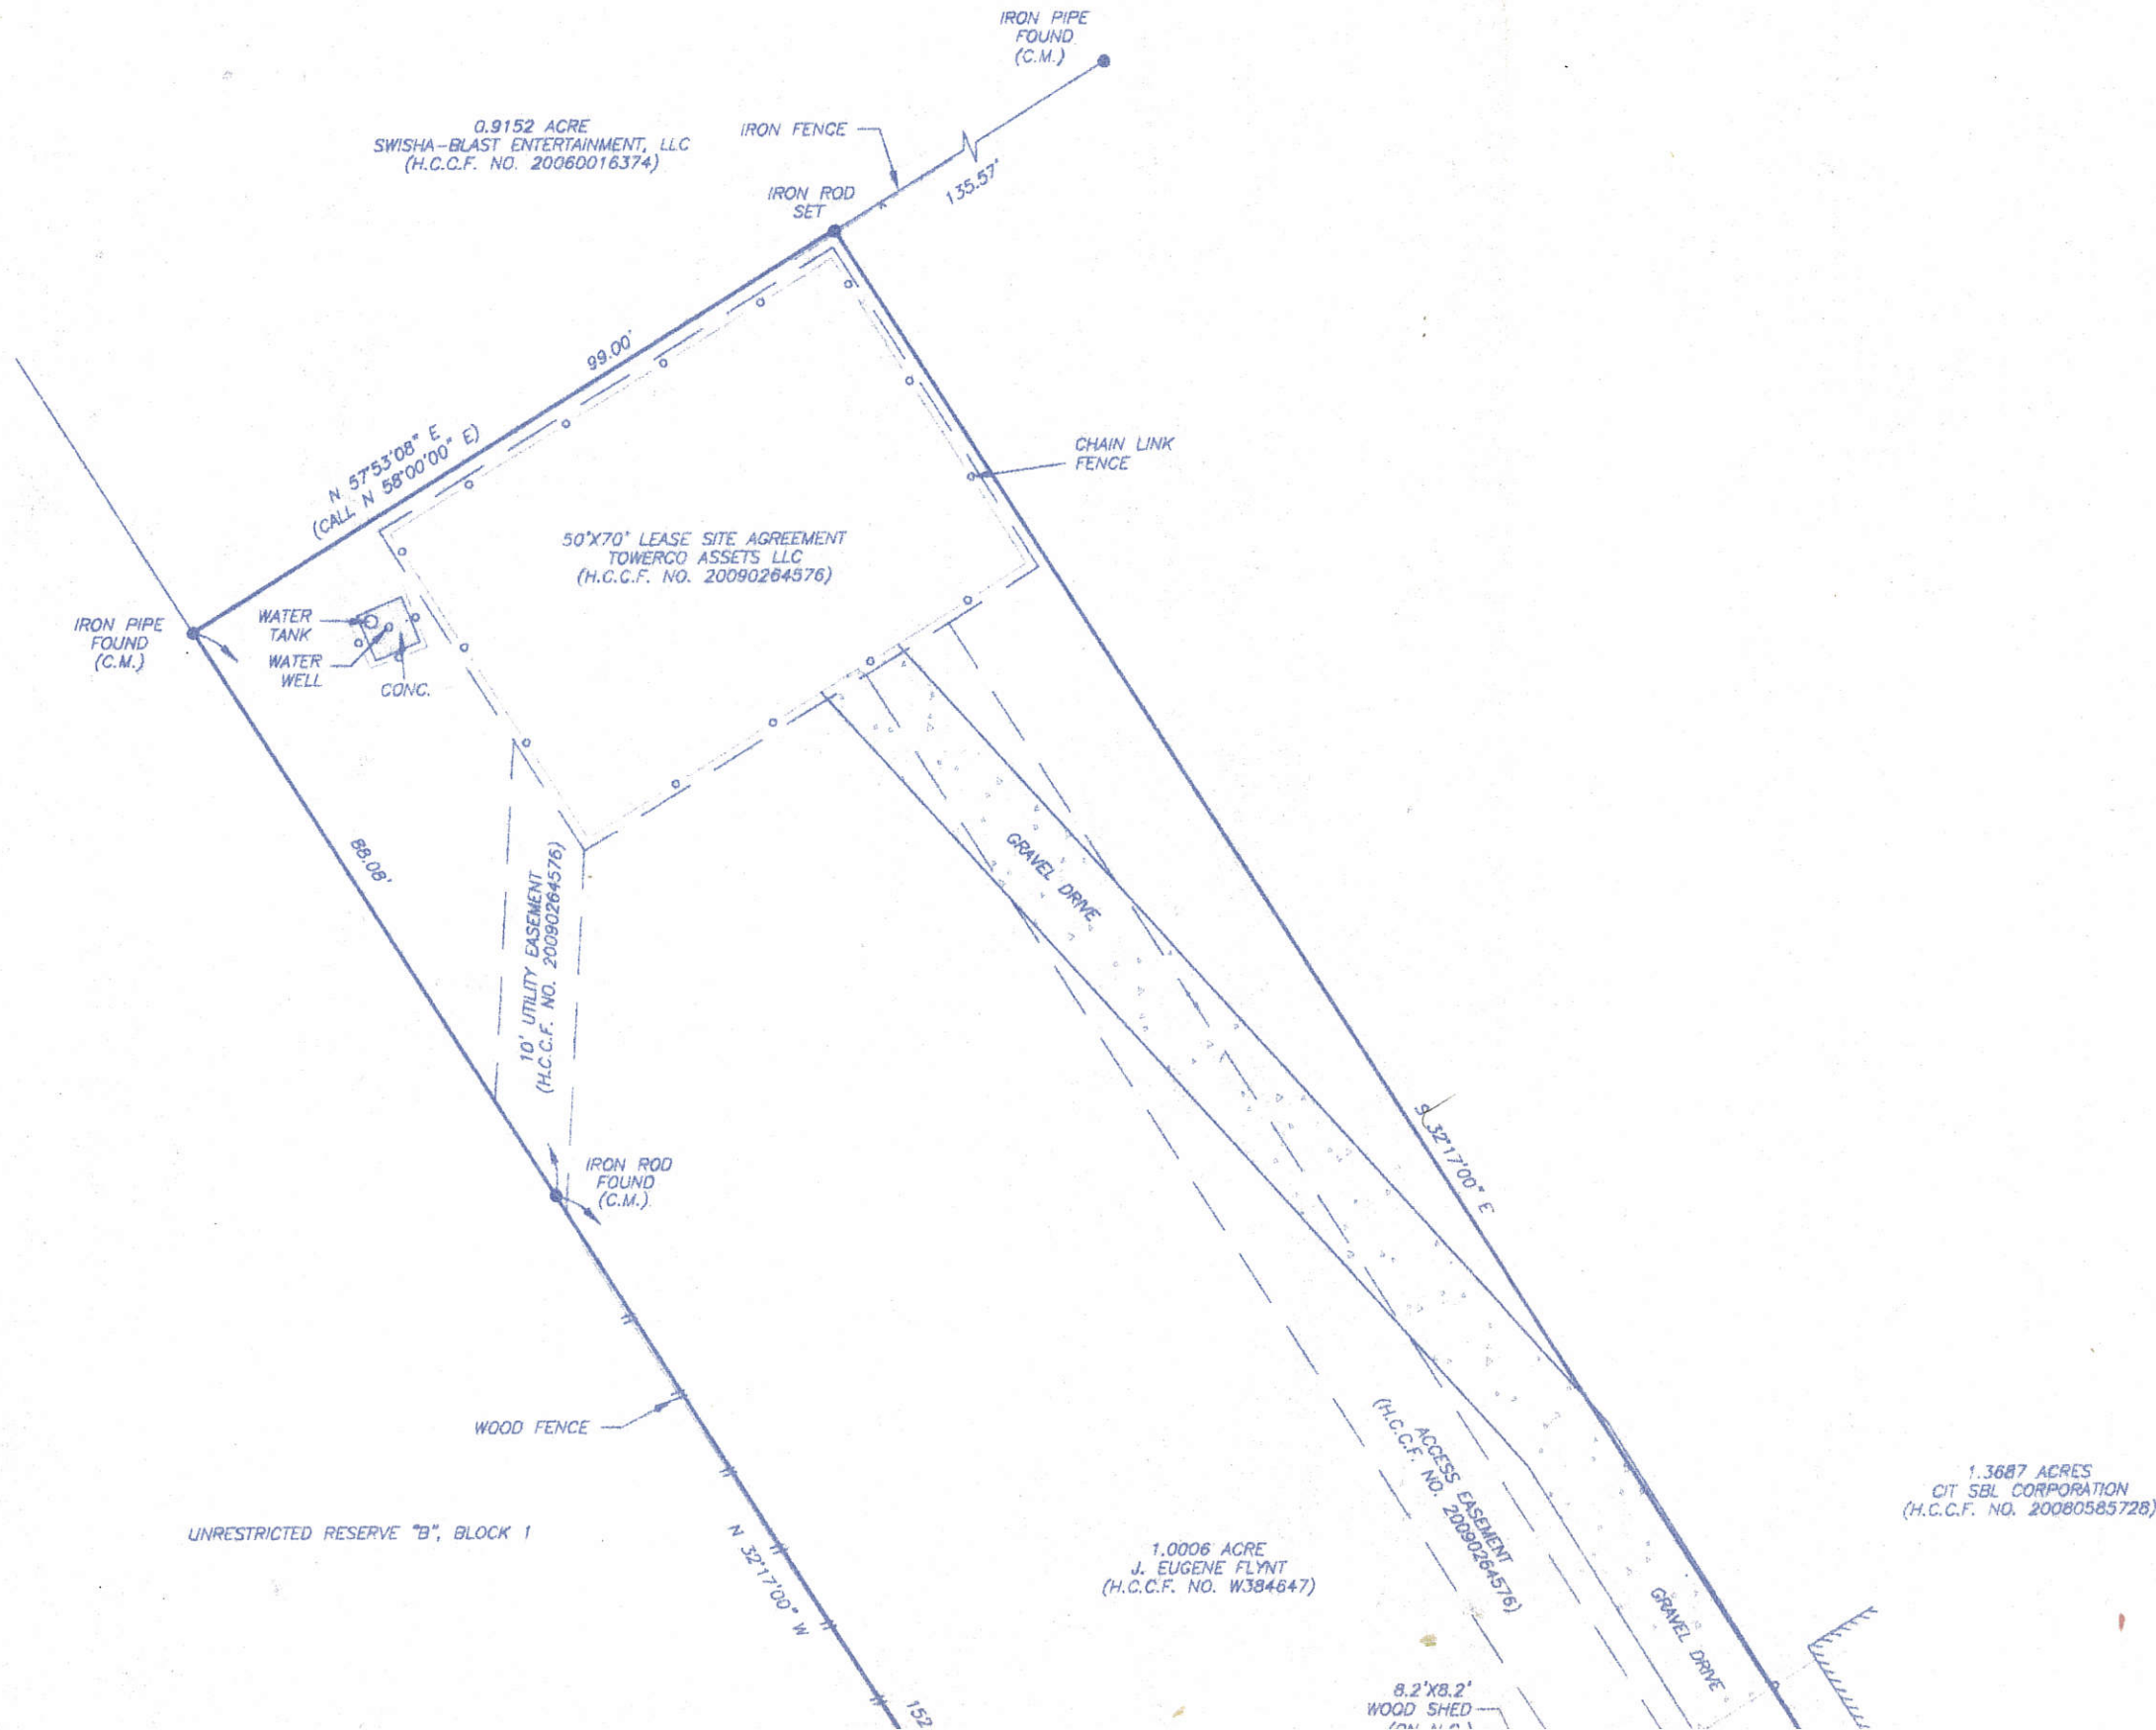 IRON PIPE
FOUND
(C.M.)
0.9152 ACRE
SWISHA-BLAST ENTERTAINMENT, LLC
(H.C.C.F. NO. 20060016374)
IRON FENCE
135.57'
IRON ROD
SET
99.00'
N 57°53'08" E
(CALL N 58°00'00" E)
CHAIN LINK
FENCE
50'X70' LEASE SITE AGREEMENT
TOWERCO ASSETS LLC
(H.C.C.F. NO. 20090264576)
IRON PIPE
FOUND
(C.M.)
WATER
TANK
WATER
WELL
CONC.
88.08'
10' UTILITY EASEMENT
(H.C.C.F. NO. 20090264576)
GRAVEL DRIVE
S 32°17'00" E
IRON ROD
FOUND
(C.M.)
WOOD FENCE
UNRESTRICTED RESERVE "B", BLOCK 1
N 32°17'00" W
152
1.0006 ACRE
J. EUGENE FLYNT
(H.C.C.F. NO. W384647)
ACCESS EASEMENT
(H.C.C.F. NO. 20090264576)
1.3687 ACRES
CIT SBL CORPORATION
(H.C.C.F. NO. 20080585728)
GRAVEL DRIVE
8.2'X8.2'
WOOD SHED